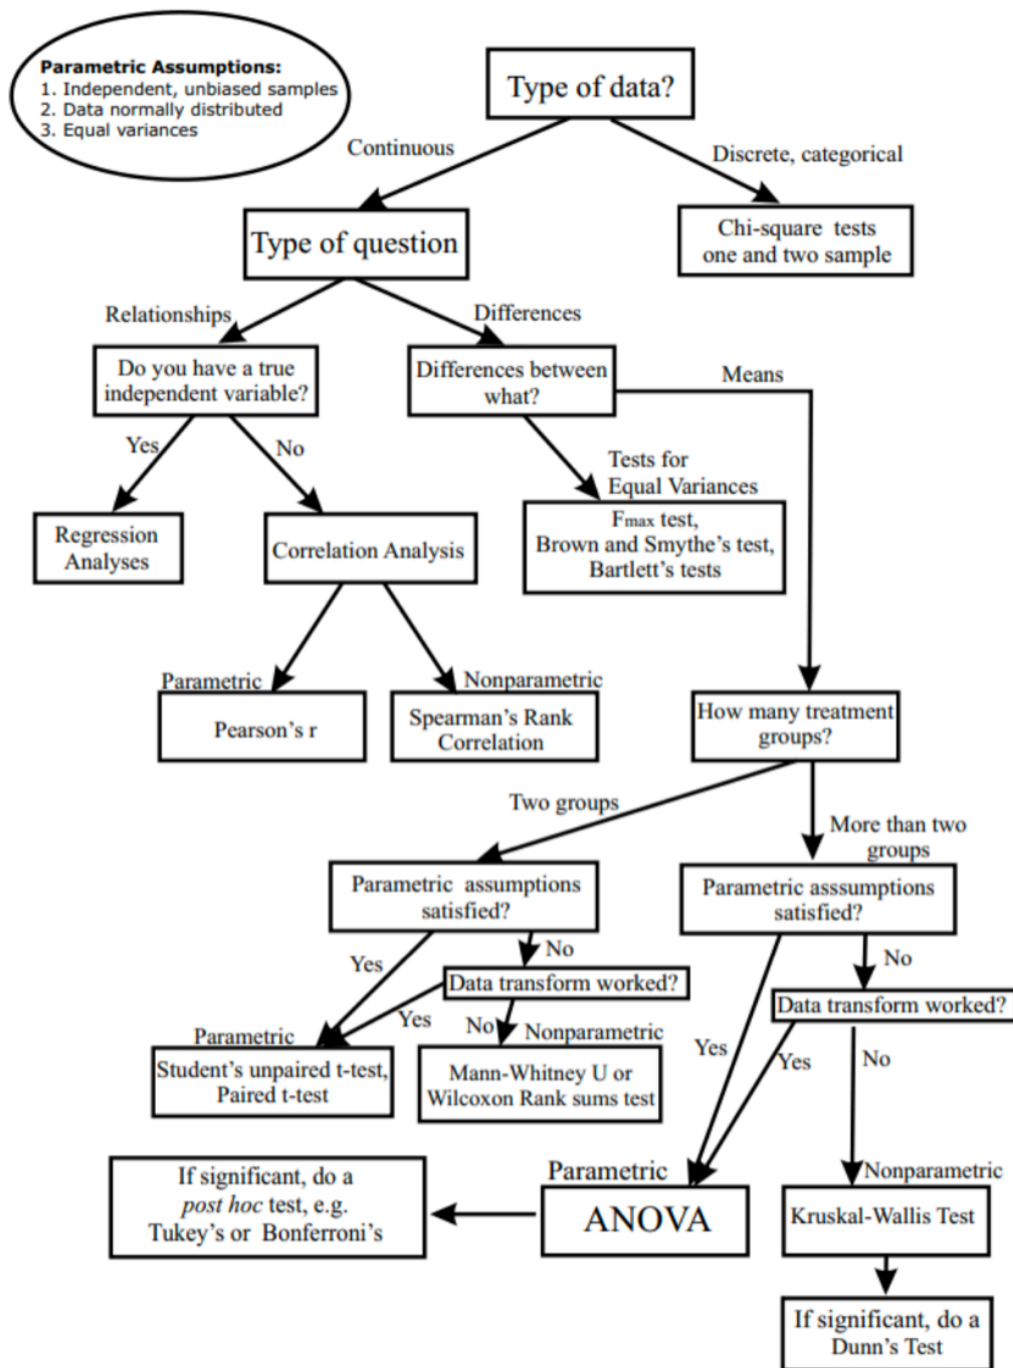 Parametric Assumptions:
1. Independent, unbiased samples
2. Data normally distributed
3. Equal variances
Type of data?
Continuous
Discrete, categorical
Type of question
Chi-square tests
one and two sample
Relationships
Differences
Do you have a true
independent variable?
Differences between
what?
Means
Yes
No
Tests for
Equal Variances
Regression
Analyses
Correlation Analysis
Fmax test,
Brown and Smythe's test,
Bartlett's tests
Parametric
Nonparametric
Pearson's r
Spearman's Rank
Correlation
How many treatment
groups?
Two groups
More than two
groups
Parametric assumptions
satisfied?
Parametric asssumptions
satisfied?
Yes
No
No
Data transform worked?
Data transform worked?
Yes
No
Nonparametric
Parametric
Student's unpaired t-test,
Paired t-test
Mann-Whitney U or
Wilcoxon Rank sums test
Yes
Yes
No
Parametric
Nonparametric
If significant, do a
post hoc test, e.g.
Tukey's or Bonferroni's
ANOVA
Kruskal-Wallis Test
If significant, do a
Dunn's Test